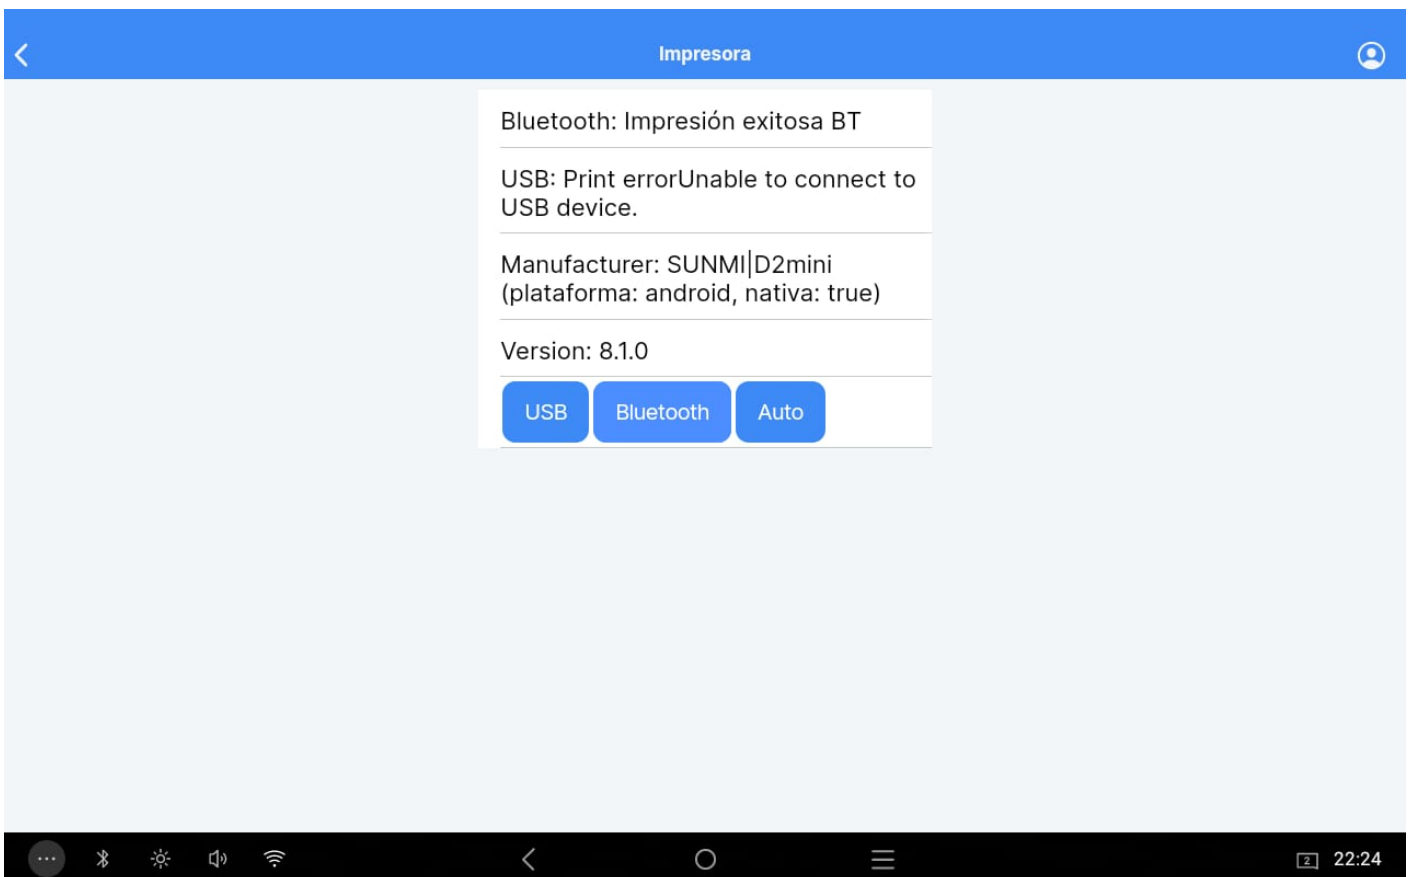 Impresora
Bluetooth: Impresión exitosa BT
USB: Print errorUnable to connect to
USB device.
Manufacturer: SUNMI|D2mini
(plataforma: android, nativa: true)
Version: 8.1.0
USB Bluetooth Auto
2 22:24